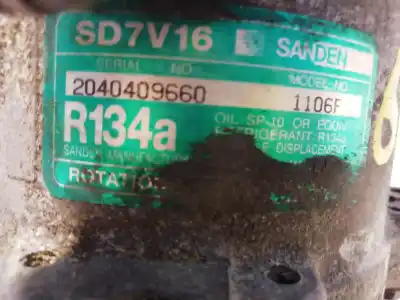 SD7V16 SANDEN
SERIAL NO. MODEL NO.
2040409660 1106F
R134a
OIL SP-10 OR EQUIV
REFRIGERANT R134a
SANDEN MANUFACTURING DISPLACEMENT
ROTATION